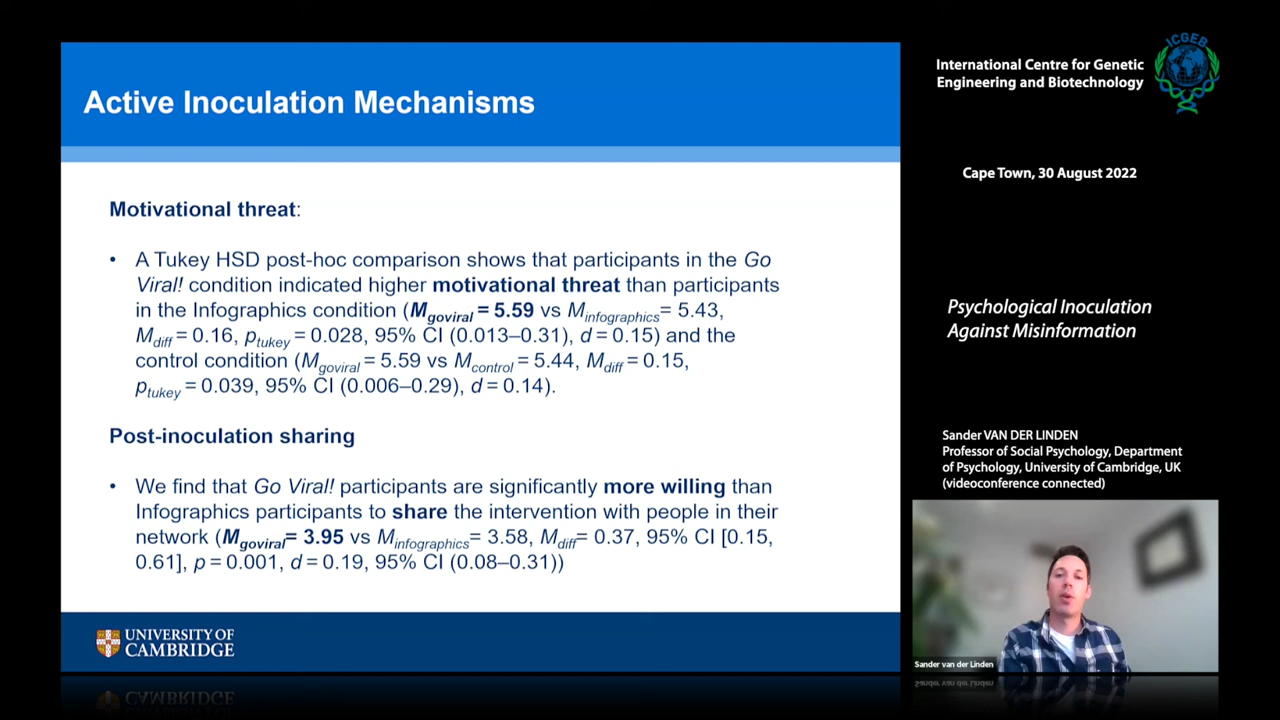 Active Inoculation Mechanisms
Motivational threat:
• A Tukey HSD post-hoc comparison shows that participants in the Go
Viral! condition indicated higher motivational threat than participants
in the Infographics condition (Mgoviral = 5.59 vs Minfographics= 5.43,
Mdiff = 0.16, ptukey = 0.028, 95% CI (0.013–0.31), d = 0.15) and the
control condition (Mgoviral = 5.59 vs Mcontrol = 5.44, Mdiff = 0.15,
ptukey = 0.039, 95% CI (0.006–0.29), d = 0.14).
Post-inoculation sharing
• We find that Go Viral! participants are significantly more willing than
Infographics participants to share the intervention with people in their
network (Mgoviral= 3.95 vs Minfographics= 3.58, Mdiff= 0.37, 95% CI [0.15,
0.61], p = 0.001, d = 0.19, 95% CI (0.08–0.31))
UNIVERSITY OF
CAMBRIDGE
International Centre for Genetic
Engineering and Biotechnology
ICGEB
Cape Town, 30 August 2022
Psychological Inoculation
Against Misinformation
Sander VAN DER LINDEN
Professor of Social Psychology, Department
of Psychology, University of Cambridge, UK
(videoconference connected)
Sander van der Linden